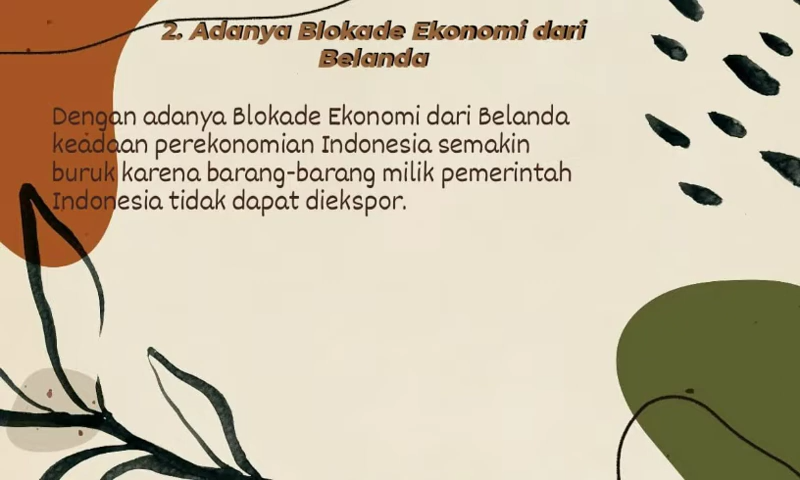 2. Adanya Blokade Ekonomi dari
Belanda
Dengan adanya Blokade Ekonomi dari Belanda
keadaan perekonomian Indonesia semakin
buruk karena barang-barang milik pemerintah
Indonesia tidak dapat diekspor.